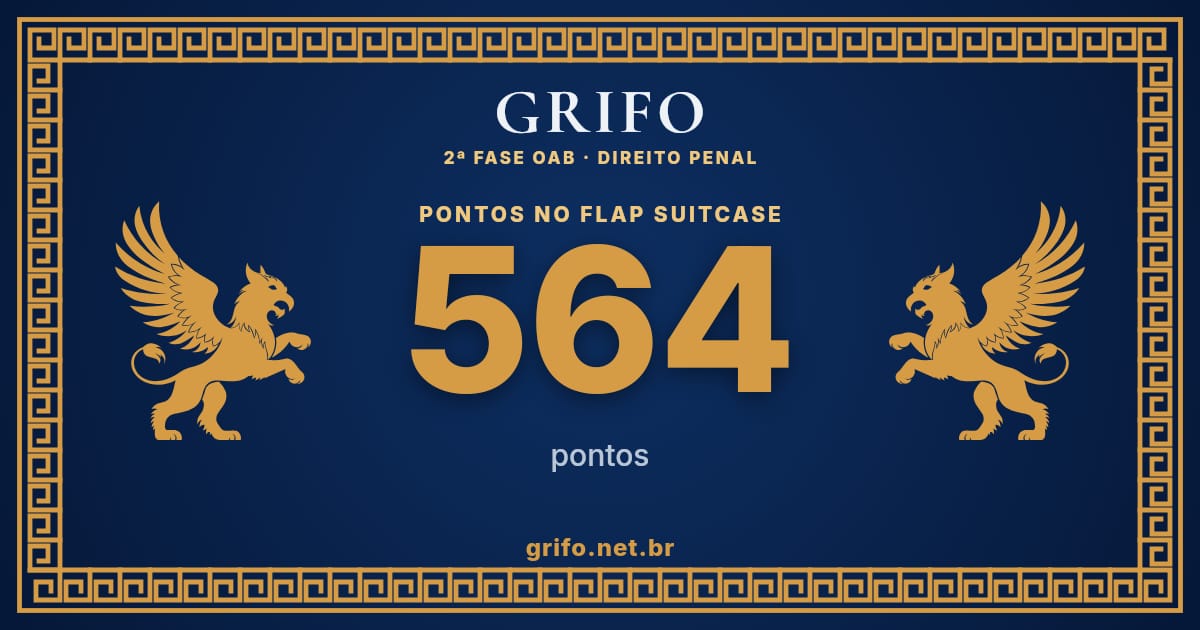 GRIFO
2ª FASE OAB · DIREITO PENAL
PONTOS NO FLAP SUITCASE
564
pontos
grifo.net.br